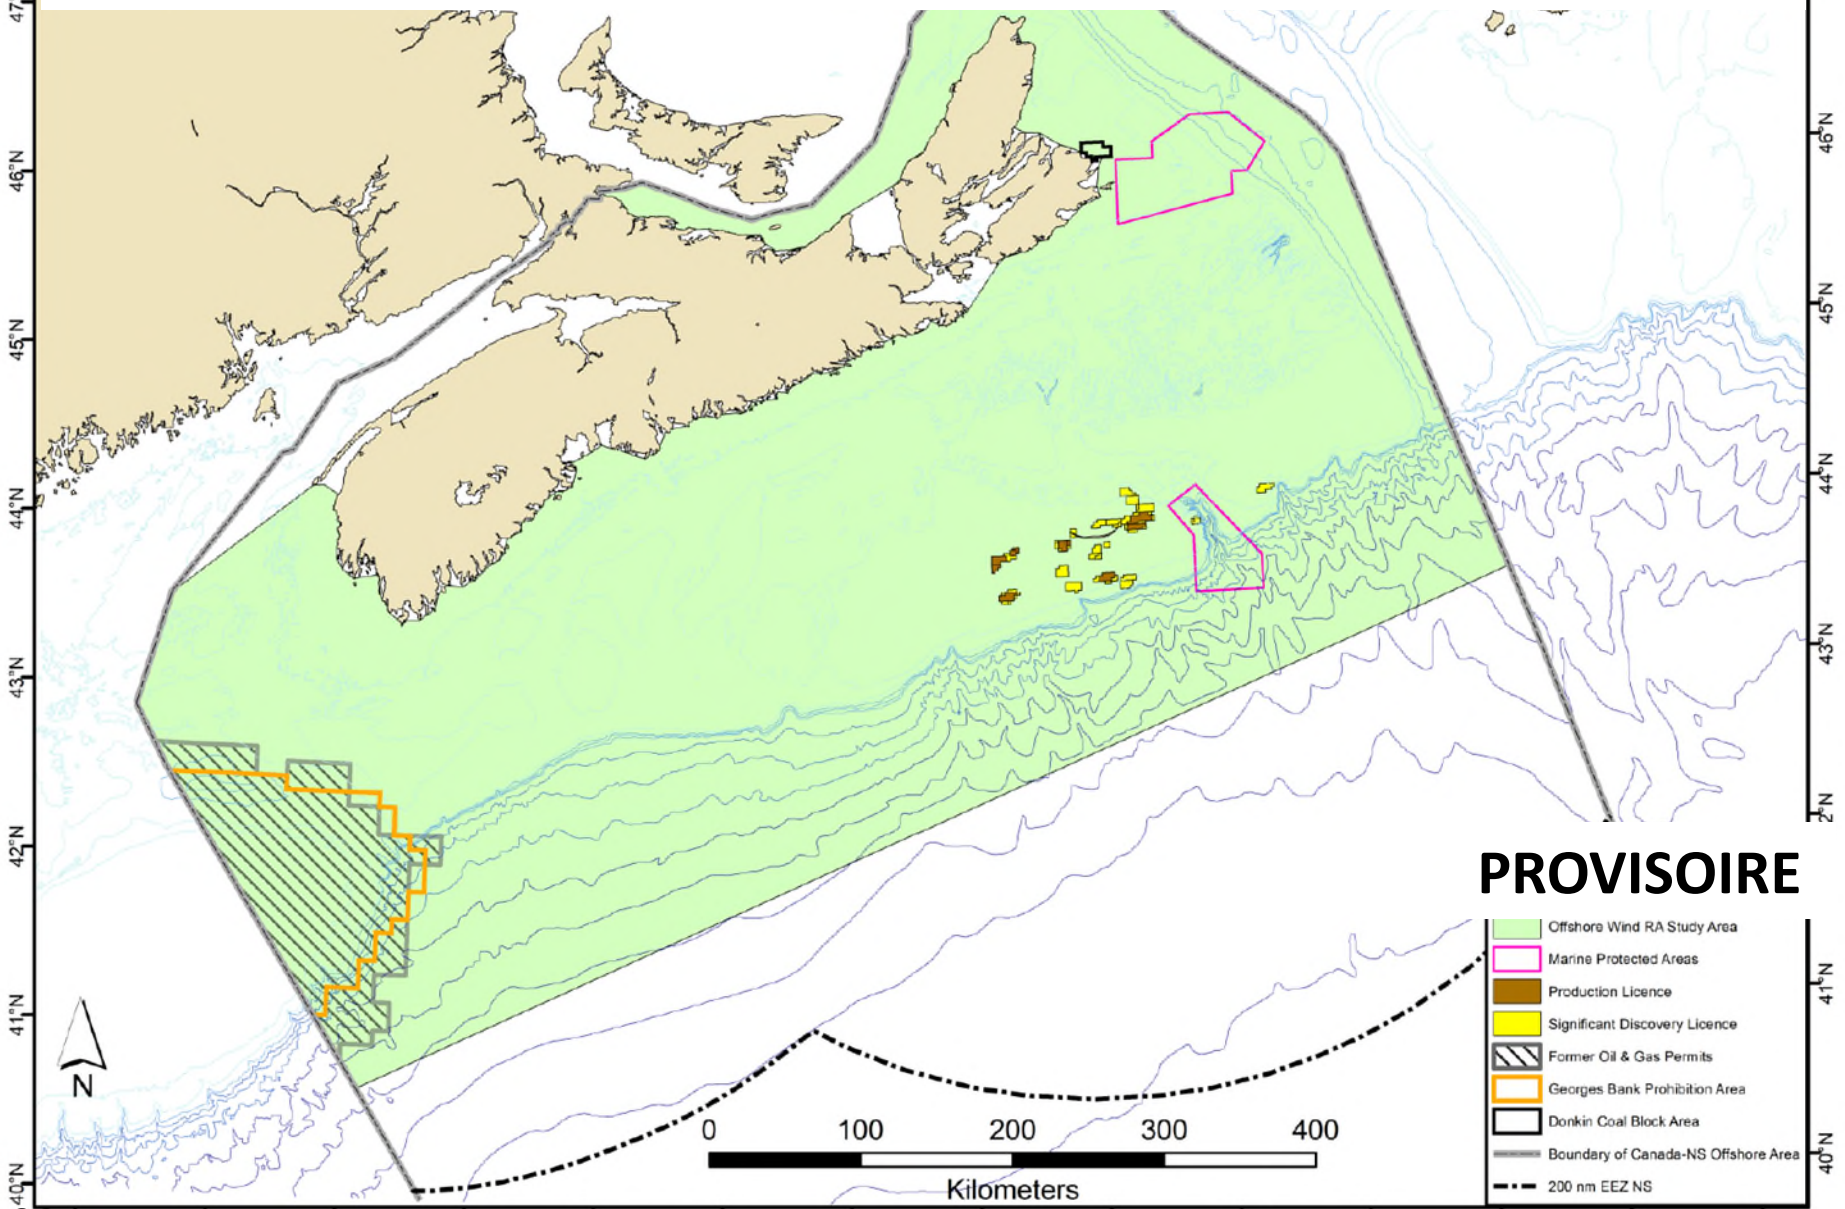 47°
46°N
45°N
44°N
43°N
42°N
41°N
40°N
46°N
45°N
44°N
43°N
2°N
41°N
40°N
N
0 100 200 300 400
Kilometers
PROVISOIRE
Offshore Wind RA Study Area
Marine Protected Areas
Production Licence
Significant Discovery Licence
Former Oil & Gas Permits
Georges Bank Prohibition Area
Donkin Coal Block Area
Boundary of Canada-NS Offshore Area
200 nm EEZ NS